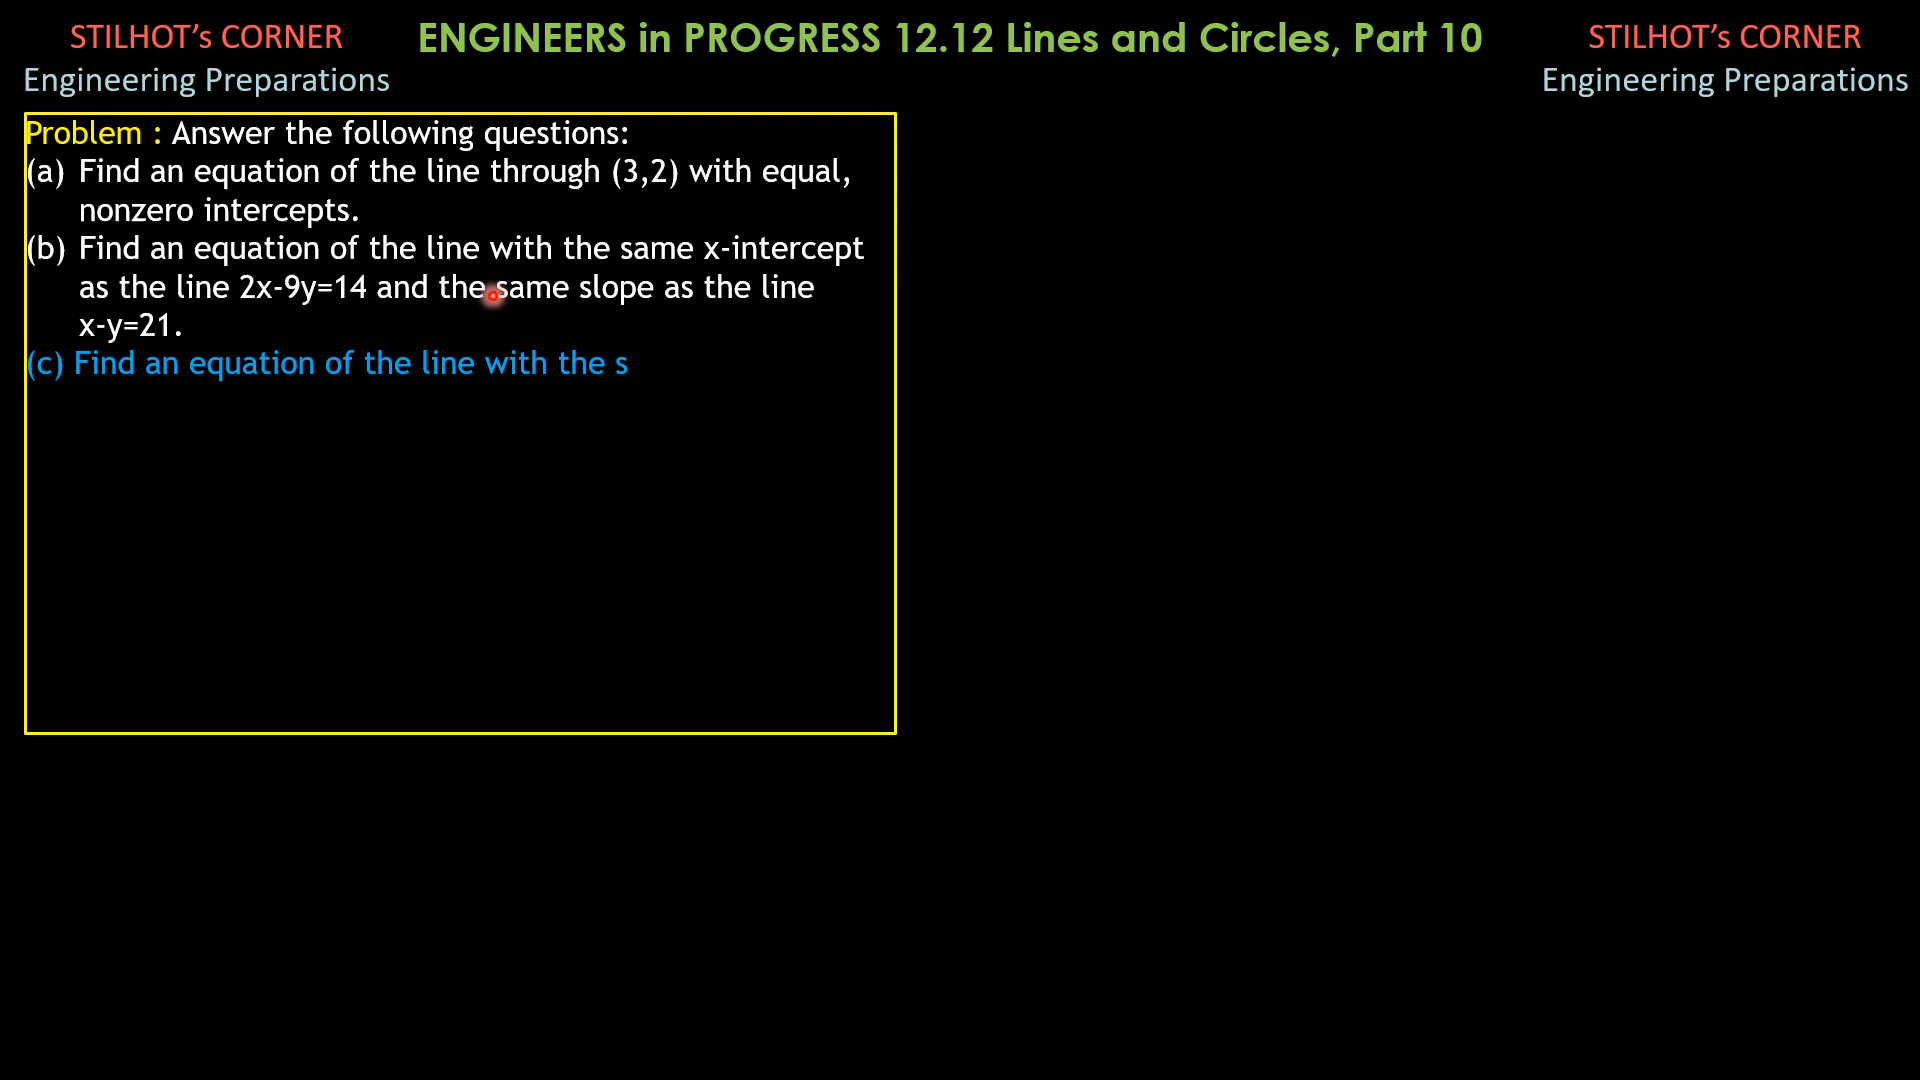 STILHOT's CORNER
Engineering Preparations
ENGINEERS in PROGRESS 12.12 Lines and Circles, Part 10
STILHOT's CORNER
Engineering Preparations
Problem : Answer the following questions:
(a) Find an equation of the line through (3,2) with equal,
nonzero intercepts.
(b) Find an equation of the line with the same x-intercept
as the line 2x-9y=14 and the same slope as the line
x-y=21.
(c) Find an equation of the line with the s